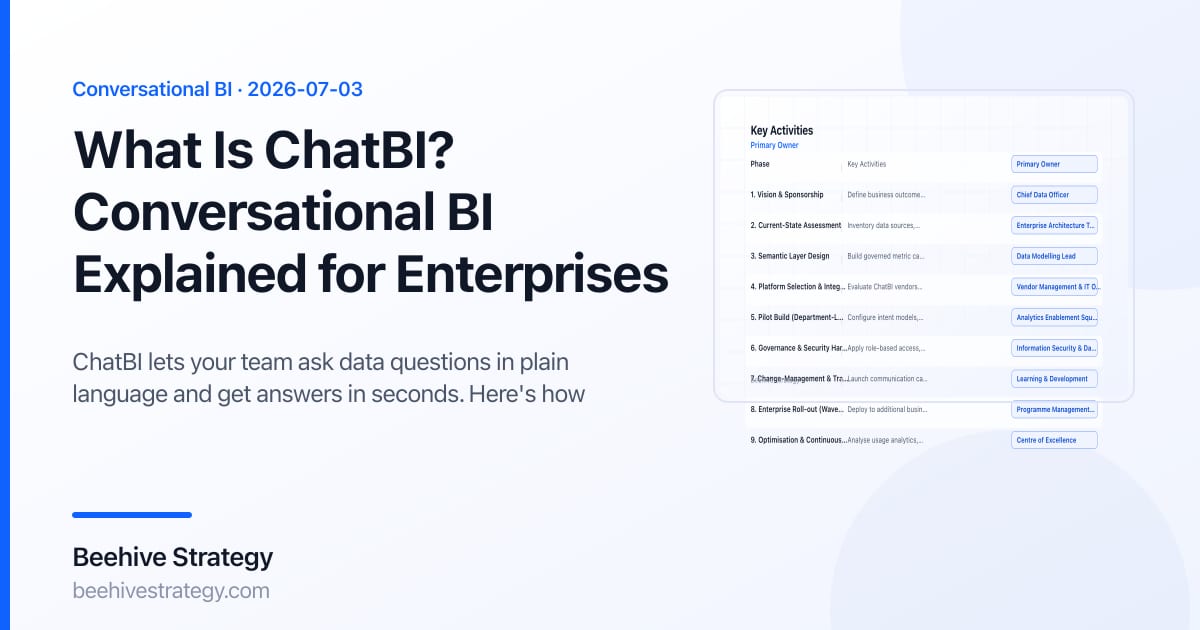 Conversational BI · 2026-07-03
What Is ChatBI?
Conversational BI
Explained for Enterprises
ChatBI lets your team ask data questions in plain
language and get answers in seconds. Here's how
Beehive Strategy
beehivestrategy.com
Key Activities
Primary Owner
Phase Key Activities Primary Owner
1. Vision & Sponsorship Define business outcome... Chief Data Officer
2. Current-State Assessment Inventory data sources,... Enterprise Architecture T...
3. Semantic Layer Design Build governed metric ca... Data Modelling Lead
4. Platform Selection & Integ... Evaluate ChatBI vendors... Vendor Management & IT O...
5. Pilot Build (Department-L... Configure intent models,... Analytics Enablement Squ...
6. Governance & Security Har... Apply role-based access,... Information Security & Da...
7. Change-Management & Tra... Launch communication ca... Learning & Development
8. Enterprise Roll-out (Wave... Deploy to additional busin... Programme Management...
9. Optimisation & Continuous... Analyse usage analytics,... Centre of Excellence